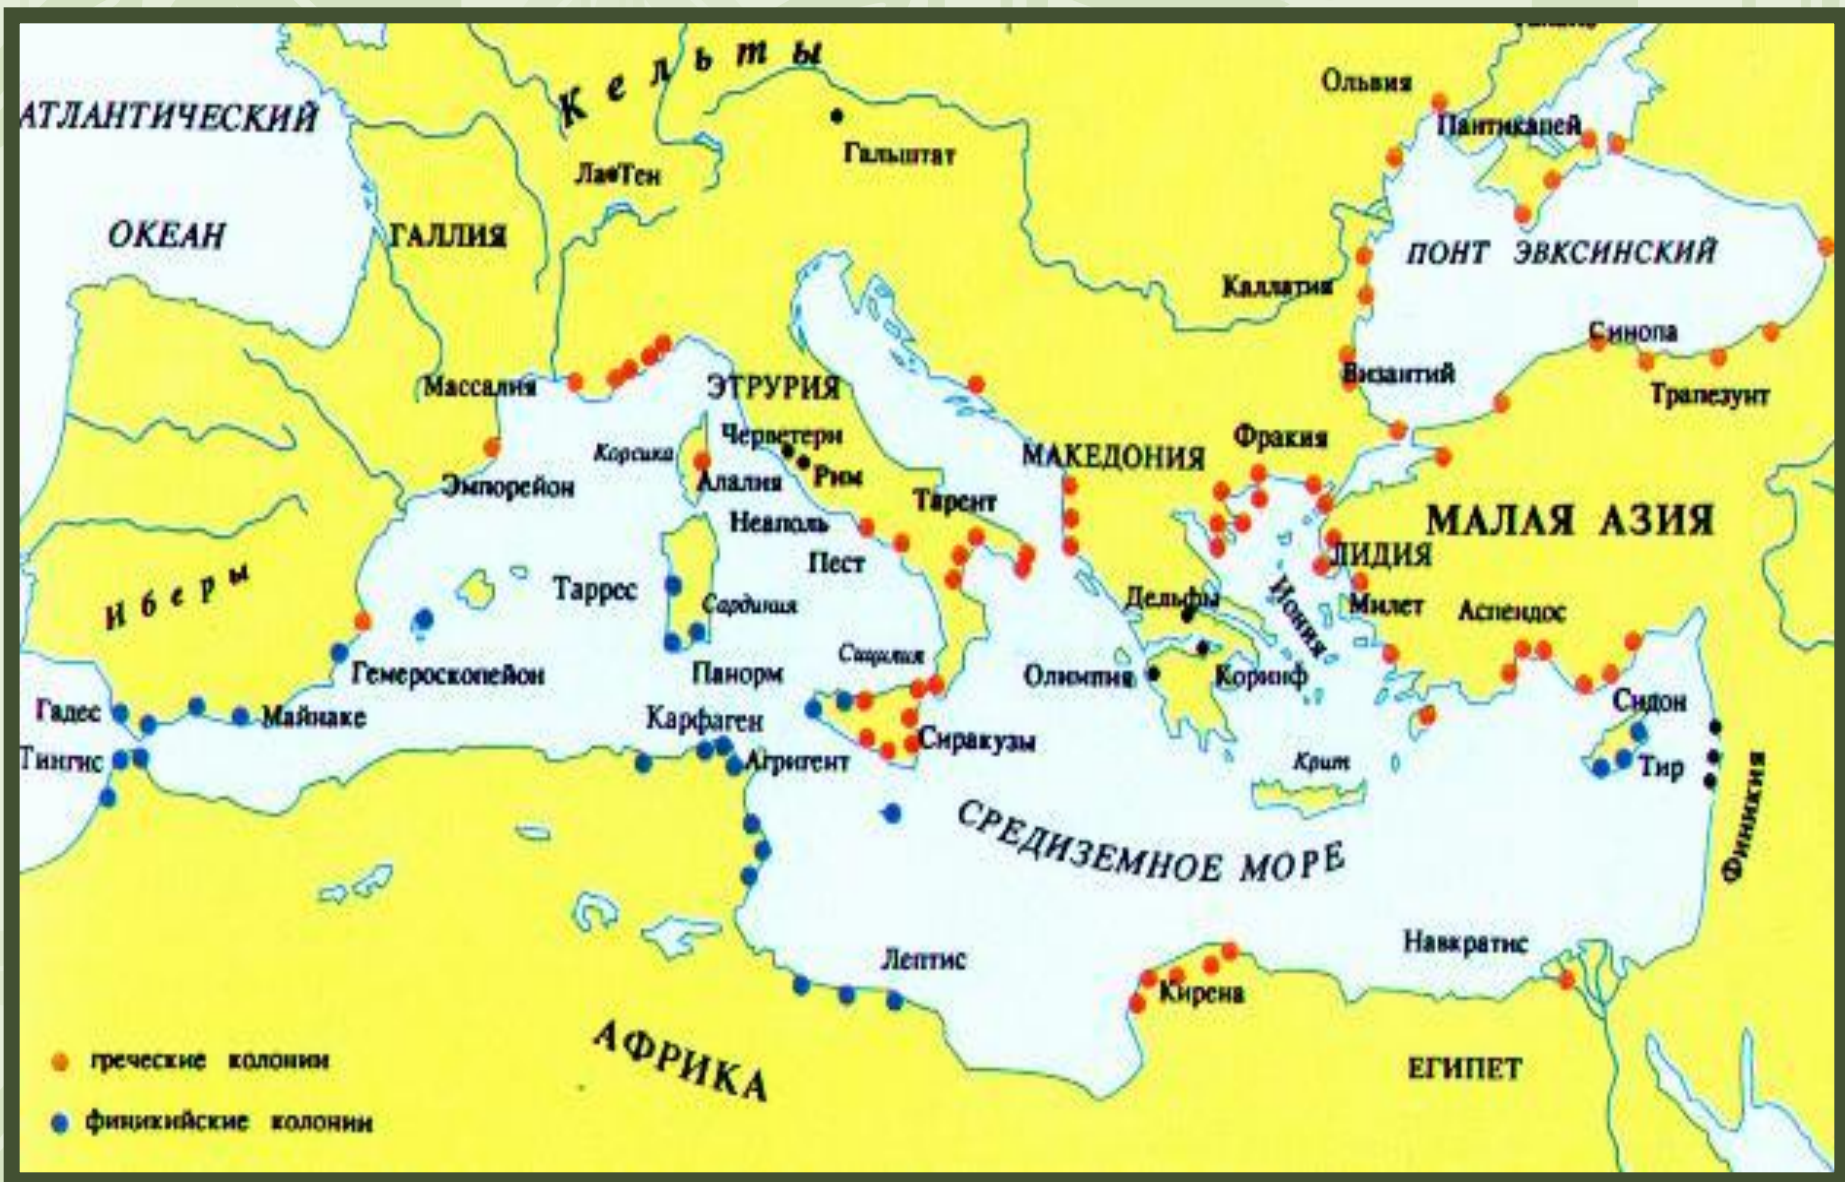 Кельты
Ольвия
АТЛАНТИЧЕСКИЙ
Пантикапей
Гальштат
Ла Тен
ОКЕАН
ГАЛЛИЯ
ПОНТ ЭВКСИНСКИЙ
Каллатия
Синопа
Массалия
ЭТРУРИЯ
Византий
Трапезунт
Черветери
Фракия
Корсика
МАКЕДОНИЯ
Эмпорейон
Алалия
Рим
Тарент
Неаполь
МАЛАЯ АЗИЯ
Пест
ЛИДИЯ
Иберы
Таррес
Сардиния
Дельфы
Иония
Милет
Аспендос
Сицилия
Гемероскопейон
Панорм
Олимпия
Коринф
Гадес
Майнаке
Карфаген
Сидон
Сиракузы
Тингис
Агригент
Крит
Тир
Финикия
СРЕДИЗЕМНОЕ МОРЕ
Лептис
Навкратис
Кирена
АФРИКА
ЕГИПЕТ
греческие колонии
финикийские колонии